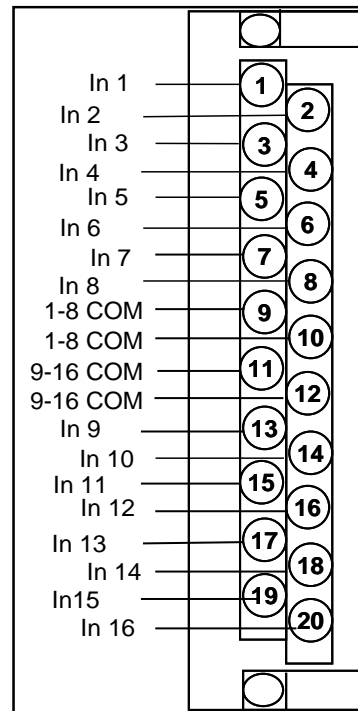 In 1 1
In 2 2
In 3 3
In 4 4
In 5 5
In 6 6
In 7 7
In 8 8
1-8 COM 9
1-8 COM 10
9-16 COM 11
9-16 COM 12
In 9 13
In 10 14
In 11 15
In 12 16
In 13 17
In 14 18
In15 19
In 16 20